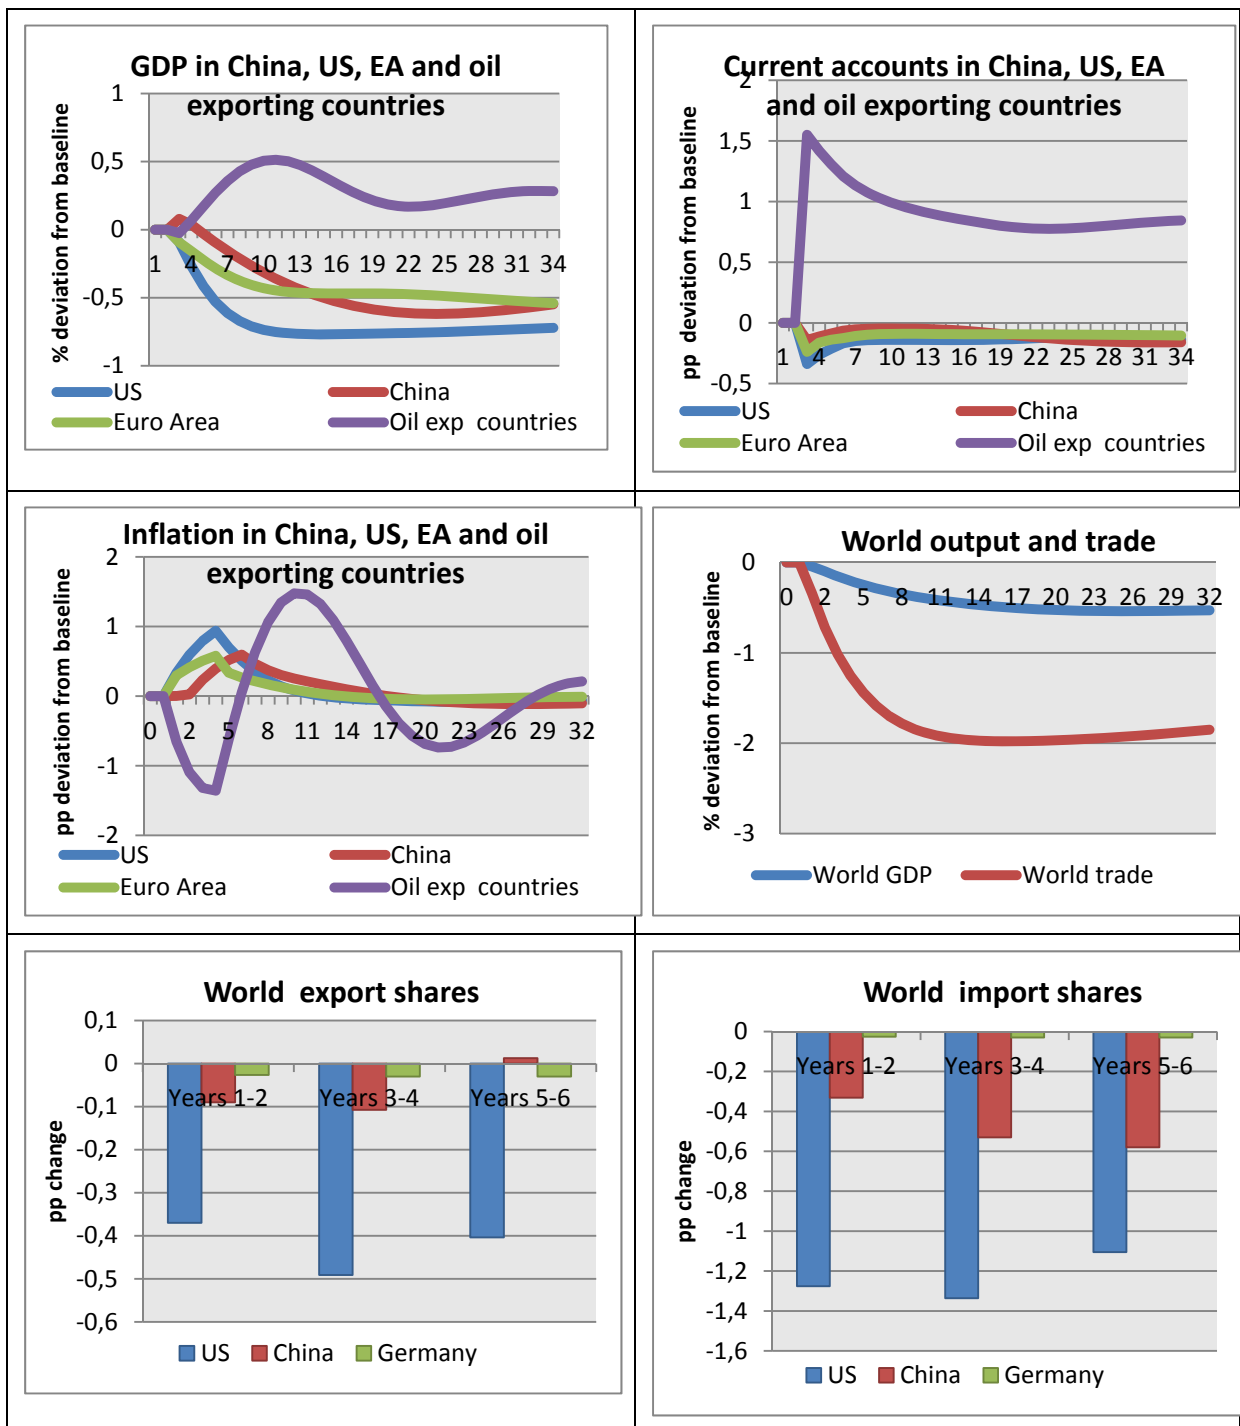 GDP in China, US, EA and oil
exporting countries
% deviation from baseline
1
0,5
0
-0,5
-1
1 4 7 10 13 16 19 22 25 28 31 34
US China
Euro Area Oil exp countries
Current accounts in China, US, EA
and oil exporting countries
pp deviation from baseline
2
1,5
1
0,5
0
-0,5
1 4 7 10 13 16 19 22 25 28 31 34
US China
Euro Area Oil exp countries
Inflation in China, US, EA and oil
exporting countries
pp deviation from baseline
2
1
0
-1
-2
0 2 5 8 11 14 17 20 23 26 29 32
US China
Euro Area Oil exp countries
World output and trade
% deviation from baseline
0
-1
-2
-3
0 2 5 8 11 14 17 20 23 26 29 32
World GDP World trade
World export shares
pp change
0,1
0
-0,1
-0,2
-0,3
-0,4
-0,5
-0,6
Years 1-2 Years 3-4 Years 5-6
US China Germany
World import shares
pp change
0
-0,2
-0,4
-0,6
-0,8
-1
-1,2
-1,4
-1,6
Years 1-2 Years 3-4 Years 5-6
US China Germany